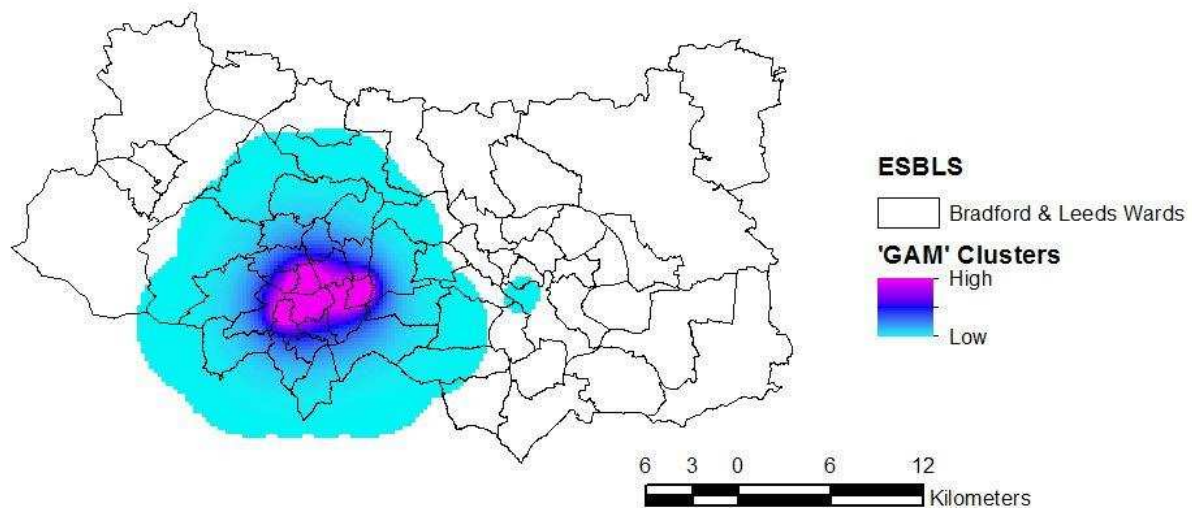 ESBLS
Bradford & Leeds Wards
'GAM' Clusters
High
Low
6 3 0 6 12
Kilometers